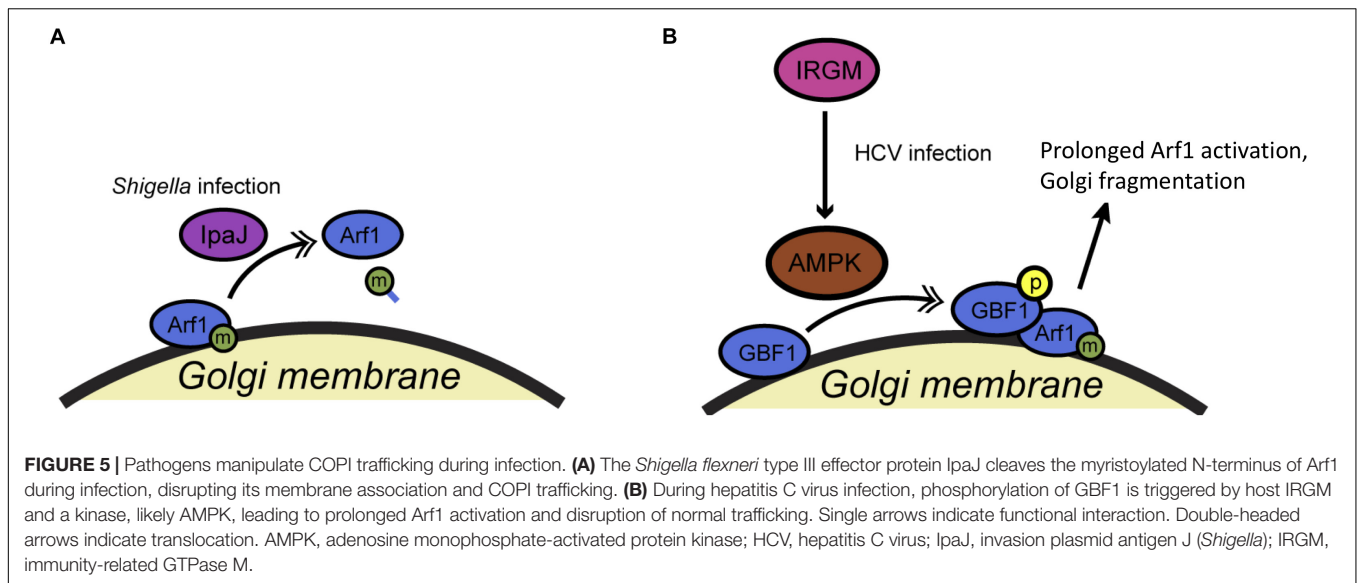 A
Shigella infection
IpaJ
Arf1
m
Arf1
m
Golgi membrane
B
IRGM
HCV infection
Prolonged Arf1 activation,
Golgi fragmentation
AMPK
p
GBF1
Arf1
m
GBF1
Golgi membrane
FIGURE 5 | Pathogens manipulate COPI trafficking during infection. (A) The Shigella flexneri type III effector protein IpaJ cleaves the myristoylated N-terminus of Arf1
during infection, disrupting its membrane association and COPI trafficking. (B) During hepatitis C virus infection, phosphorylation of GBF1 is triggered by host IRGM
and a kinase, likely AMPK, leading to prolonged Arf1 activation and disruption of normal trafficking. Single arrows indicate functional interaction. Double-headed
arrows indicate translocation. AMPK, adenosine monophosphate-activated protein kinase; HCV, hepatitis C virus; IpaJ, invasion plasmid antigen J (Shigella); IRGM,
immunity-related GTPase M.